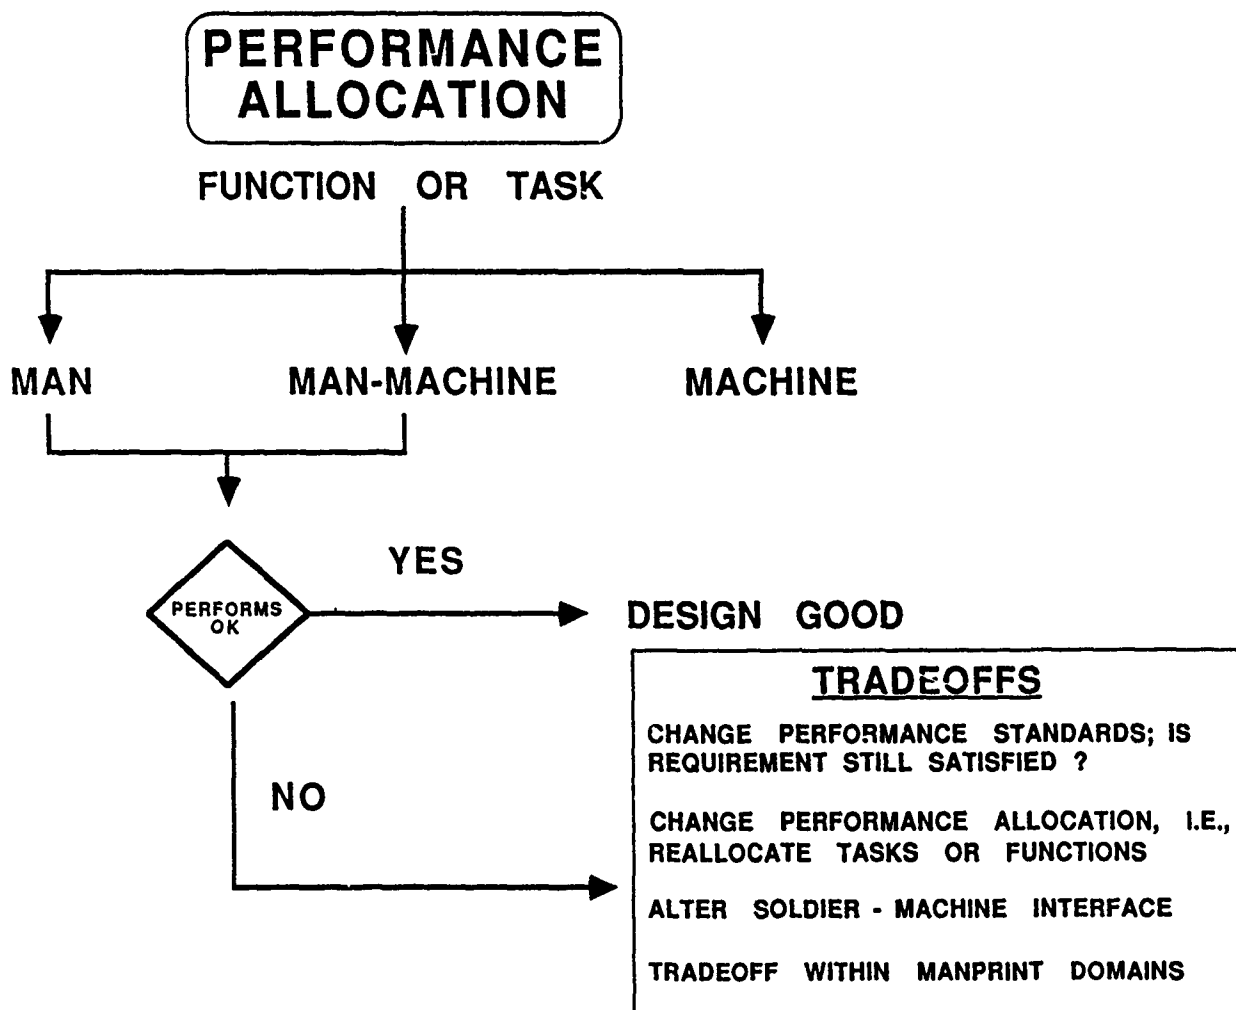 PERFORMANCE
ALLOCATION
FUNCTION OR TASK
MAN
MAN-MACHINE
MACHINE
PERFORMS
OK
YES
DESIGN GOOD
NO
TRADEOFFS
CHANGE PERFORMANCE STANDARDS; IS
REQUIREMENT STILL SATISFIED ?
CHANGE PERFORMANCE ALLOCATION, I.E.,
REALLOCATE TASKS OR FUNCTIONS
ALTER SOLDIER - MACHINE INTERFACE
TRADEOFF WITHIN MANPRINT DOMAINS